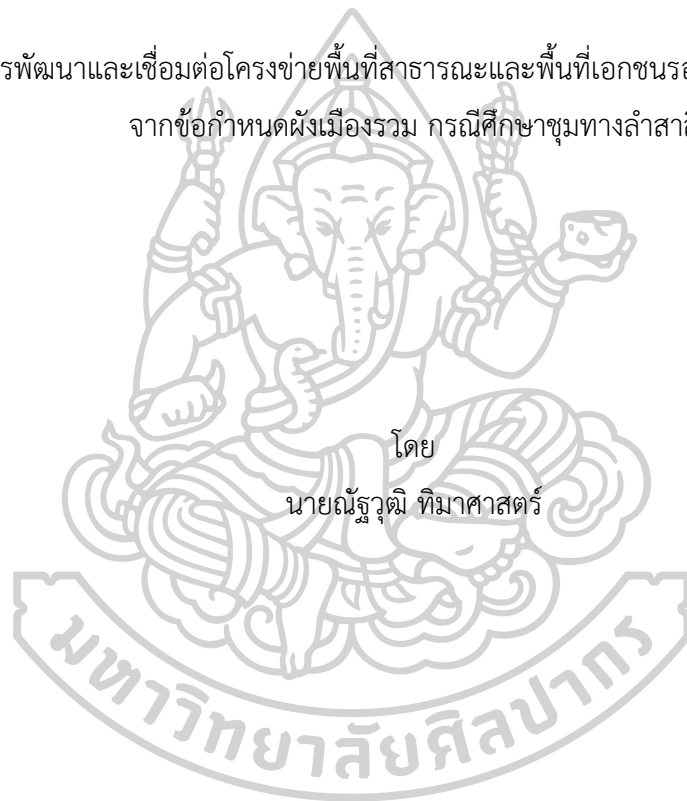 รพัฒนาและเชื่อมต่อโครงข่ายพื้นที่สาธารณะและพื้นที่เอกชนร
จากข้อกำหนดผังเมืองรวม กรณีศึกษาชุมทางลำสาลี
โดย
นายณัฐวุฒิ ทิมาศาสตร์
มหาวิทยาลัยศิลปากร